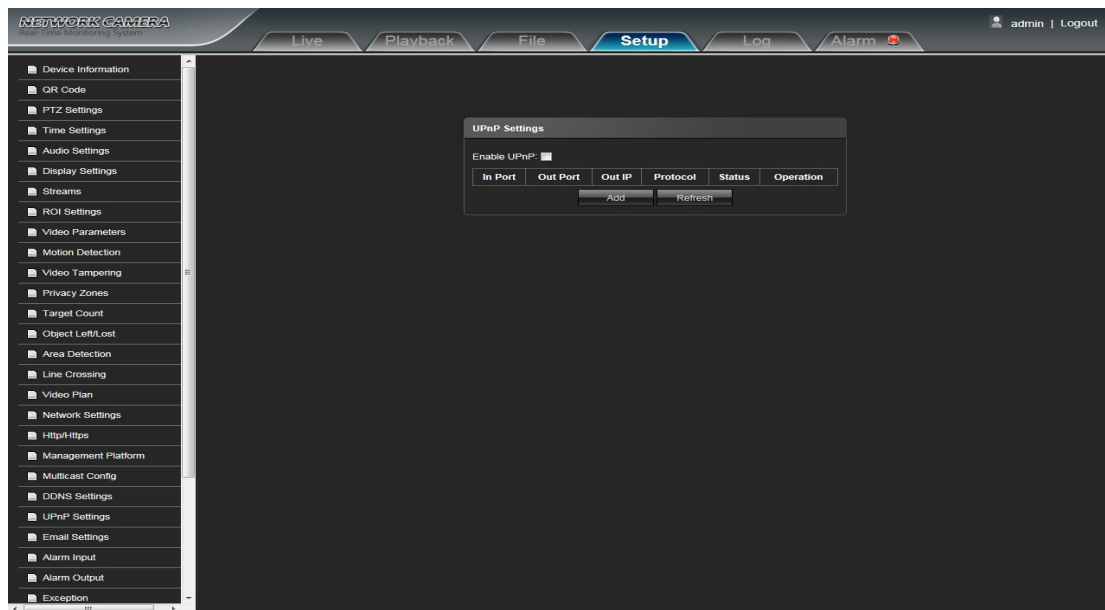 NETWORK CAMERA
Real-Time Monitoring System
Live
Playback
File
Setup
Log
Alarm
admin | Logout
Device Information
QR Code
PTZ Settings
Time Settings
Audio Settings
Display Settings
Streams
ROI Settings
Video Parameters
Motion Detection
Video Tampering
Privacy Zones
Target Count
Object Left/Lost
Area Detection
Line Crossing
Video Plan
Network Settings
Http/Https
Management Platform
Multicast Config
DDNS Settings
UPnP Settings
Email Settings
Alarm Input
Alarm Output
Exception
UPnP Settings
Enable UPnP:
In Port Out Port Out IP Protocol Status Operation
Add Refresh